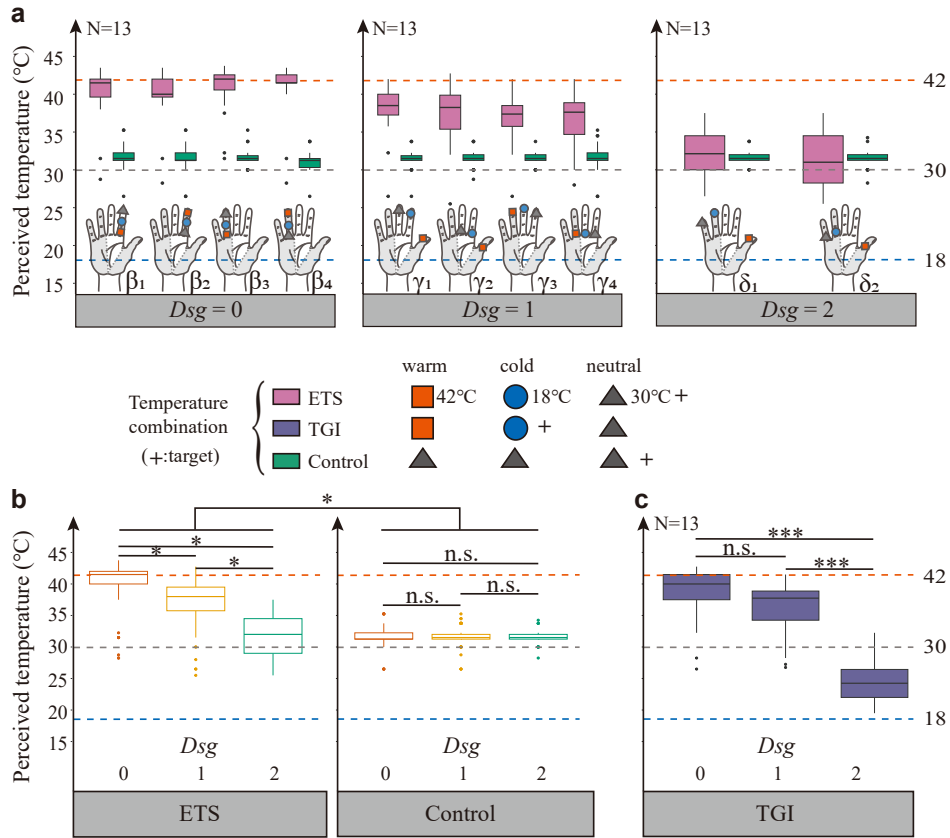 a
N=13
N=13
N=13
Perceived temperature (℃)
45
40
35
30
25
20
15
42
30
18
β1
β2
β3
β4
γ1
γ2
γ3
γ4
δ1
δ2
Dsg = 0
Dsg = 1
Dsg = 2
warm
cold
neutral
Temperature
combination
(+:target)
ETS
42℃
18℃
30℃ +
TGI
+
Control
+
b
Perceived temperature (℃)
45
40
35
30
25
20
15
*
*
*
*
n.s.
n.s.
n.s.
Dsg
0 1 2
Dsg
0 1 2
ETS
Control
c
N=13
***
n.s.
***
42
30
18
Dsg
0 1 2
TGI